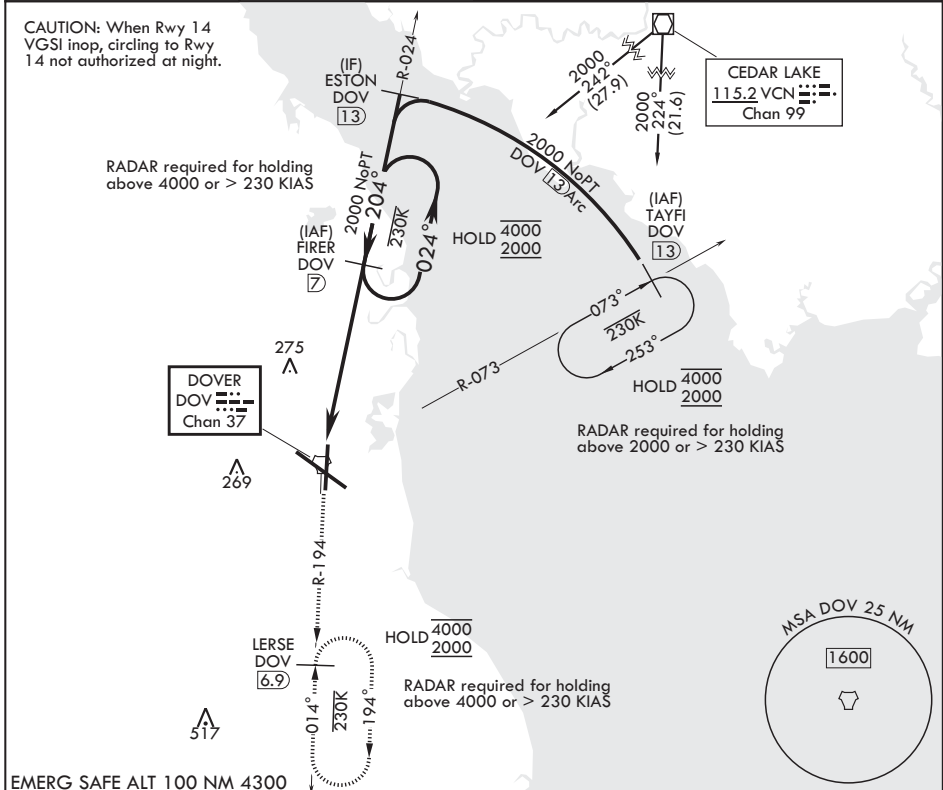 CAUTION: When Rwy 14
VGSI inop, circling to Rwy
14 not authorized at night.
(IF)
ESTON
DOV
13
R-024
2000
242°
(27.9)
2000
224°
(21.6)
CEDAR LAKE
115.2 VCN
Chan 99
RADAR required for holding
above 4000 or > 230 KIAS
2000 NoPT
204°
2000 NoPT
DOV 13 Arc
(IAF)
TAYFI
DOV
13
(IAF)
FIRER
DOV
7
230K
024°
HOLD 4000
2000
073°
230K
253°
R-073
HOLD 4000
2000
RADAR required for holding
above 2000 or > 230 KIAS
275
DOVER
DOV
Chan 37
269
R-194
LERSE
DOV
6.9
HOLD 4000
2000
014°
230K
194°
RADAR required for holding
above 4000 or > 230 KIAS
517
MSA DOV 25 NM
1600
EMERG SAFE ALT 100 NM 4300